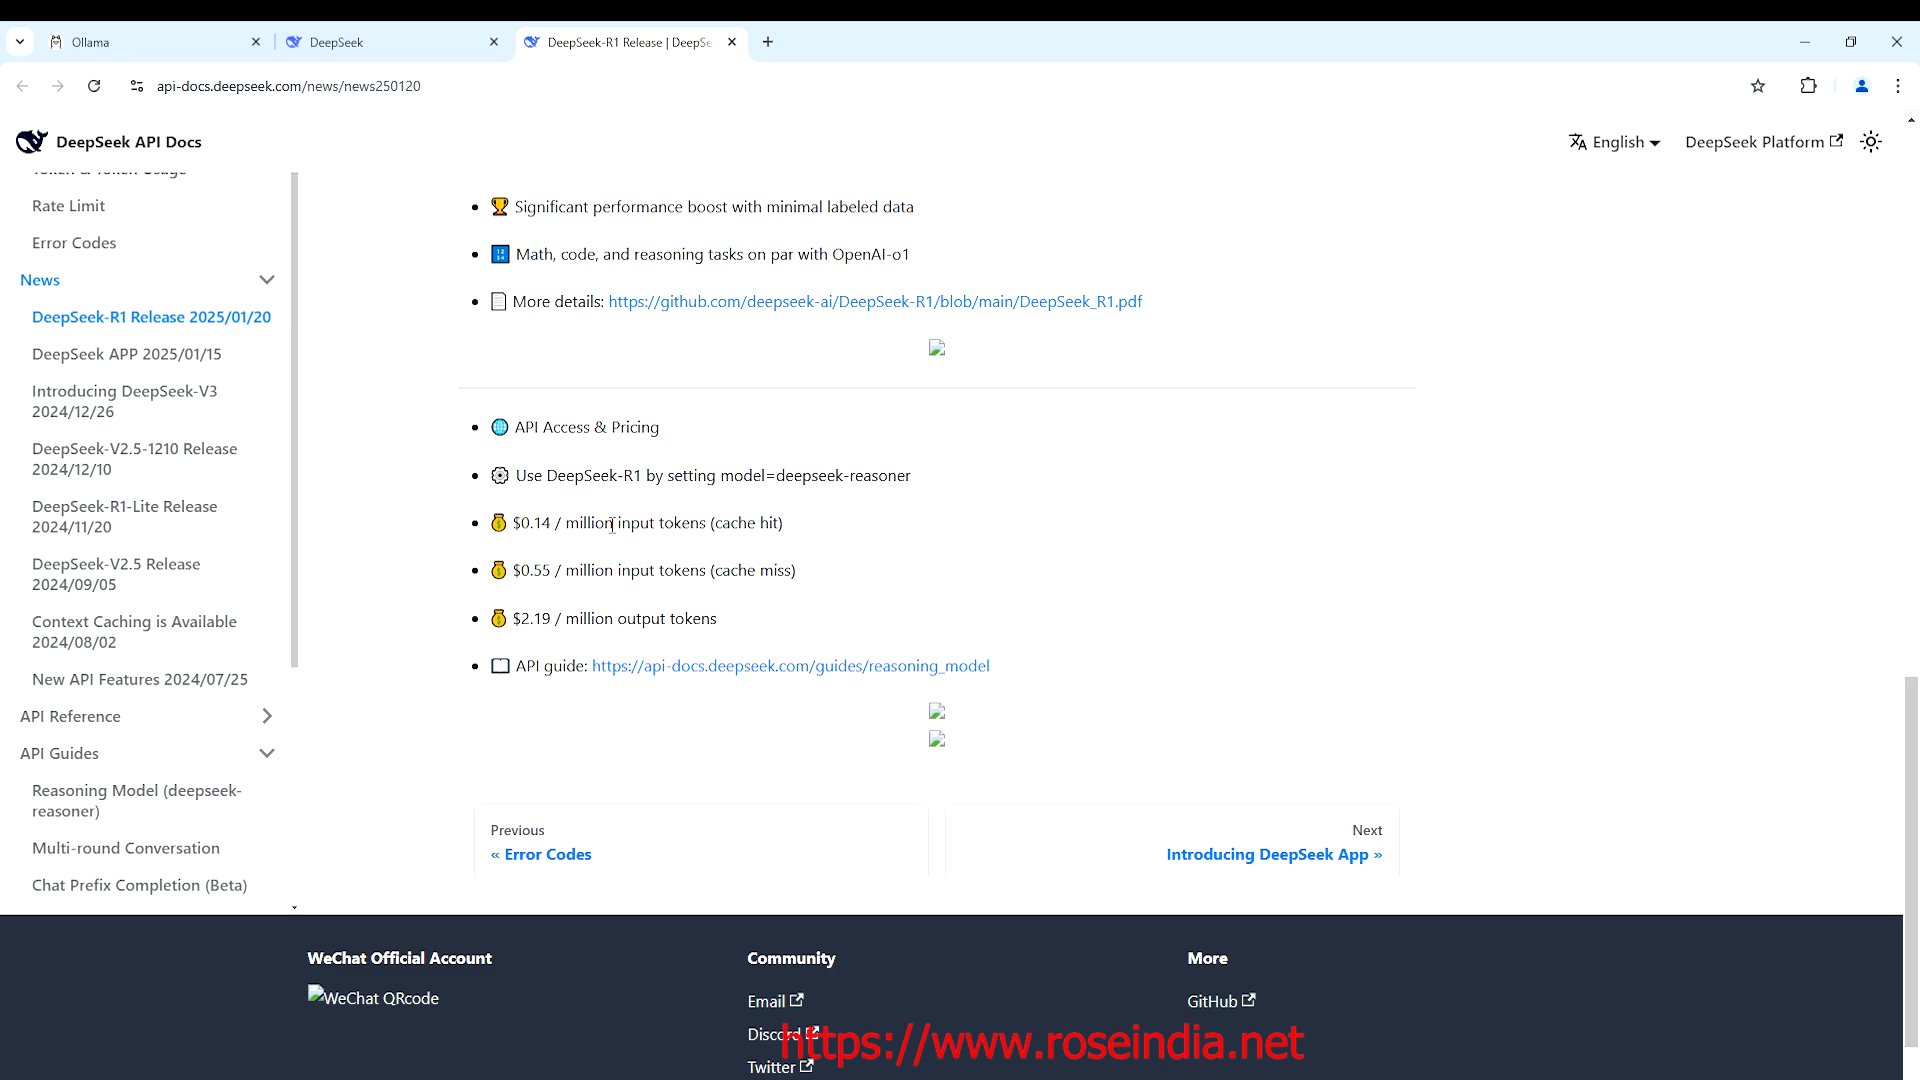 Ollama
DeepSeek
DeepSeek-R1 Release | DeepSe
api-docs.deepseek.com/news/news250120
DeepSeek API Docs
English
DeepSeek Platform
Token & Token Usage
Rate Limit
Error Codes
News
DeepSeek-R1 Release 2025/01/20
DeepSeek APP 2025/01/15
Introducing DeepSeek-V3
2024/12/26
DeepSeek-V2.5-1210 Release
2024/12/10
DeepSeek-R1-Lite Release
2024/11/20
DeepSeek-V2.5 Release
2024/09/05
Context Caching is Available
2024/08/02
New API Features 2024/07/25
API Reference
API Guides
Reasoning Model (deepseek-
reasoner)
Multi-round Conversation
Chat Prefix Completion (Beta)
Significant performance boost with minimal labeled data
Math, code, and reasoning tasks on par with OpenAI-o1
More details: https://github.com/deepseek-ai/DeepSeek-R1/blob/main/DeepSeek_R1.pdf
API Access & Pricing
Use DeepSeek-R1 by setting model=deepseek-reasoner
$0.14 / million input tokens (cache hit)
$0.55 / million input tokens (cache miss)
$2.19 / million output tokens
API guide: https://api-docs.deepseek.com/guides/reasoning_model
Previous
« Error Codes
Next
Introducing DeepSeek App »
WeChat Official Account
WeChat QRcode
Community
Email
Discord
Twitter
More
GitHub
https://www.roseindia.net